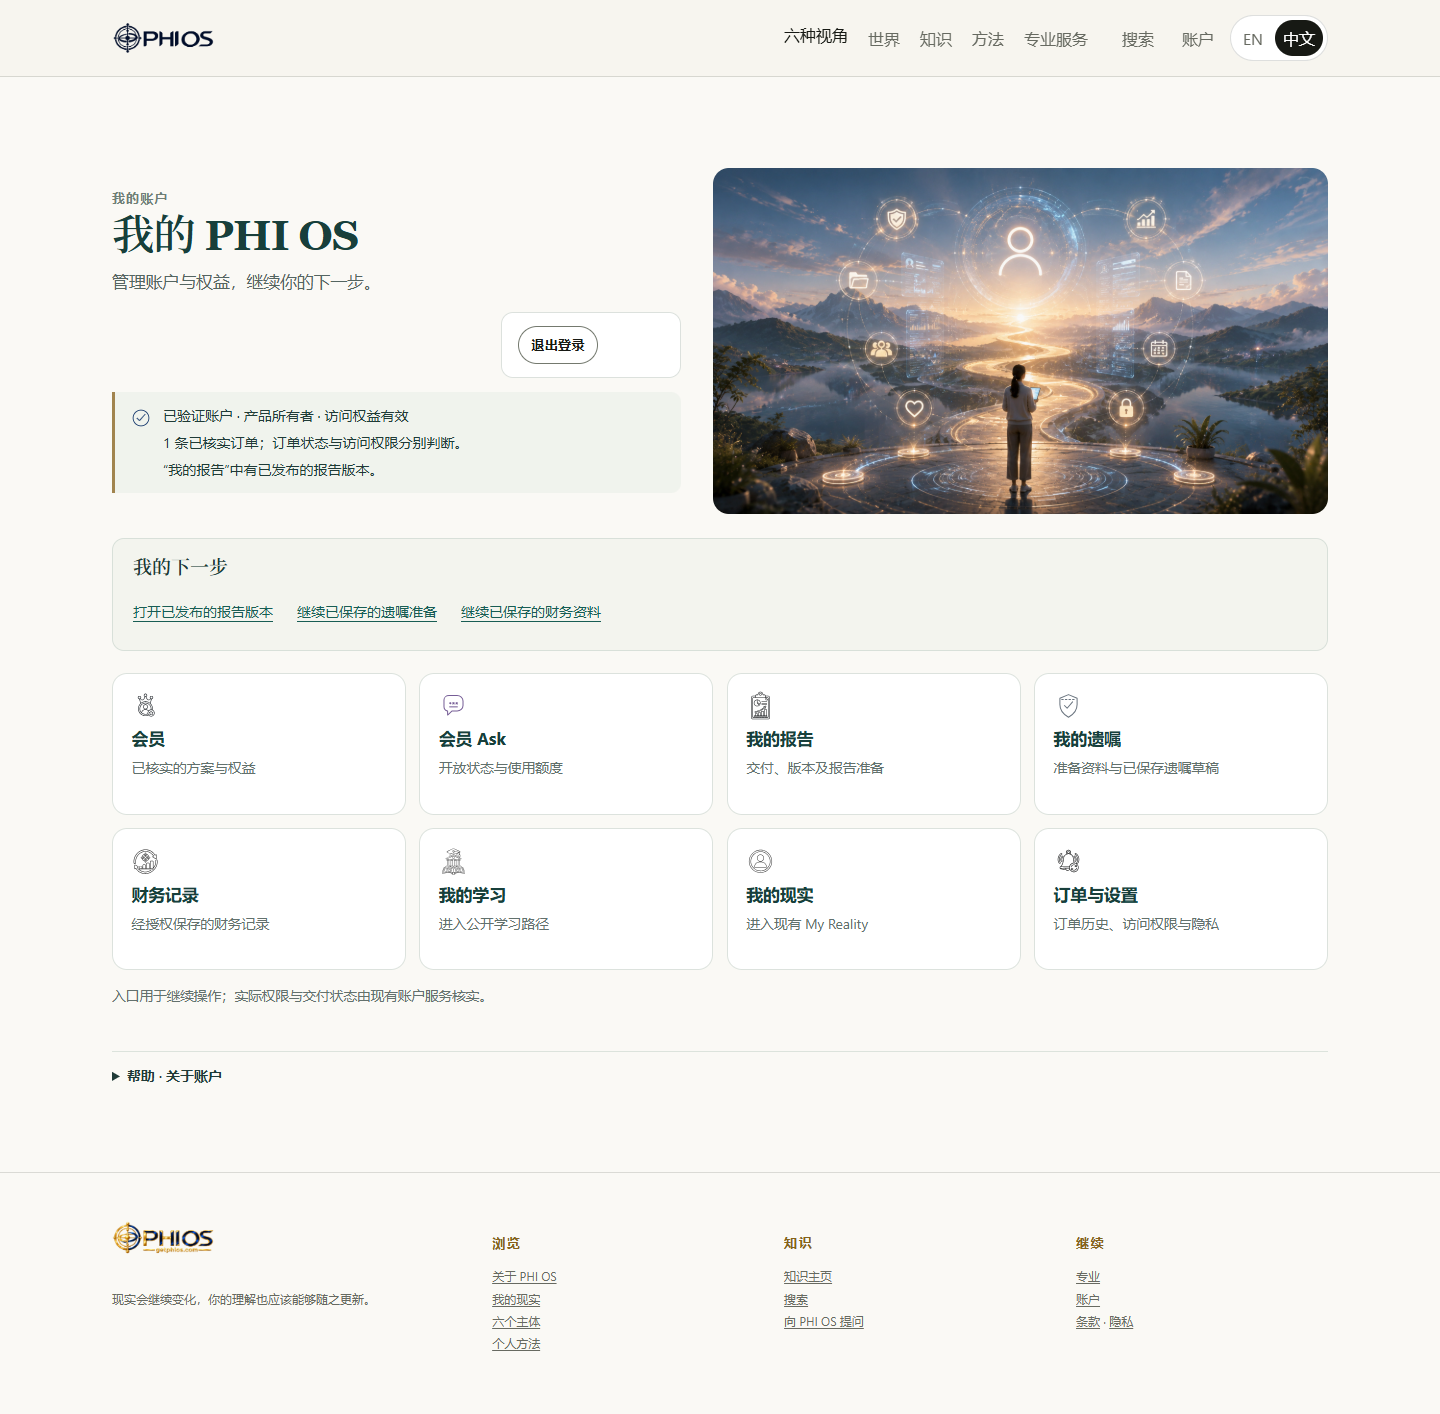 PHIOS
六种视角 世界 知识 方法 专业服务 搜索 账户 EN 中文
我的账户
我的 PHI OS
管理账户与权益，继续你的下一步。
退出登录
已验证账户 · 产品所有者 · 访问权益有效
1 条已核实订单；订单状态与访问权限分别判断。
“我的报告”中有已发布的报告版本。
我的下一步
打开已发布的报告版本 继续已保存的遗嘱准备 继续已保存的财务资料
会员
已核实的方案与权益
会员 Ask
开放状态与使用额度
我的报告
交付、版本及报告准备
我的遗嘱
准备资料与已保存遗嘱草稿
财务记录
经授权保存的财务记录
我的学习
进入公开学习路径
我的现实
进入现有 My Reality
订单与设置
订单历史、访问权限与隐私
入口用于继续操作；实际权限与交付状态由现有账户服务核实。
帮助 · 关于账户
PHIOS
getphios.com
现实会继续变化，你的理解也应该能够随之更新。
浏览
关于 PHI OS
我的现实
六个主体
个人方法
知识
知识主页
搜索
向 PHI OS 提问
继续
专业
账户
条款 · 隐私